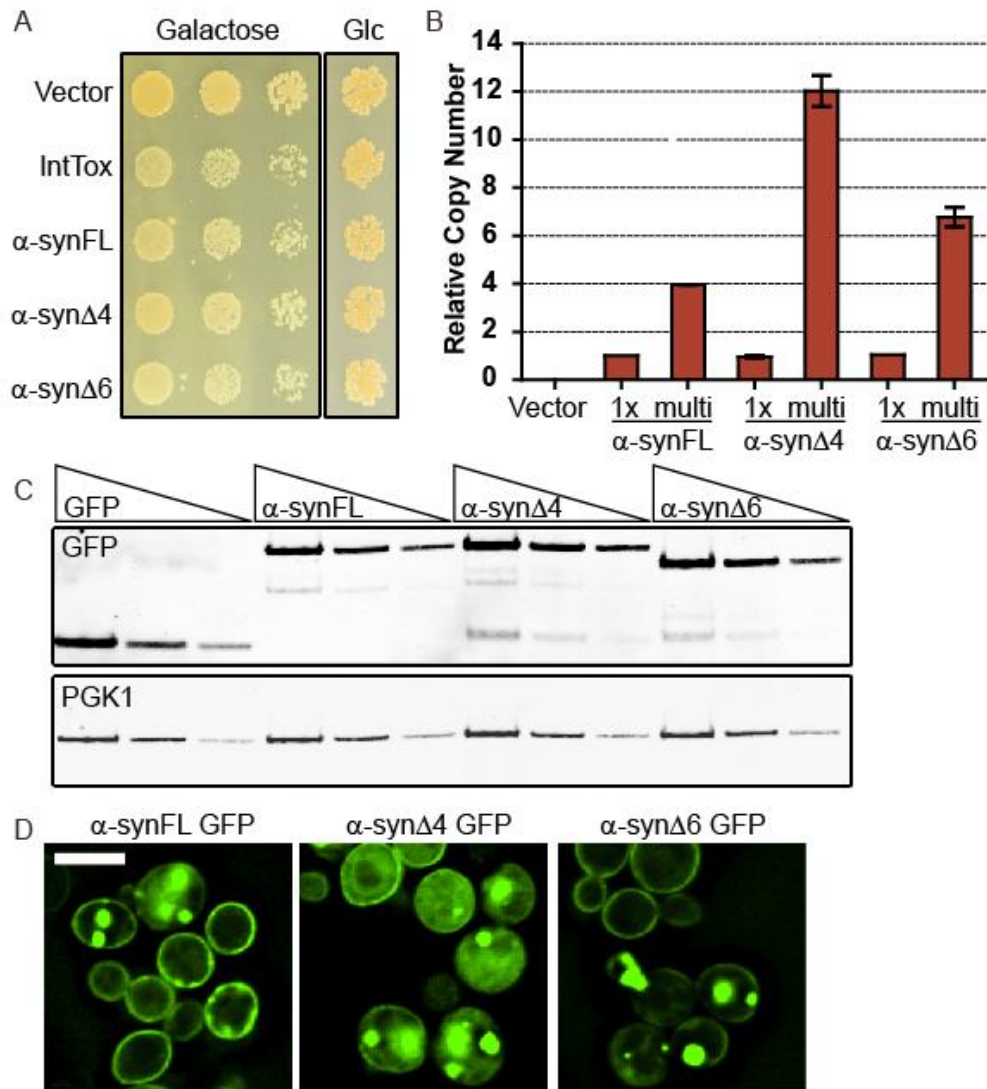 A
Galactose Glc
Vector
IntTox
α-synFL
α-synΔ4
α-synΔ6
B
Relative Copy Number
14
12
10
8
6
4
2
0
Vector 1x multi 1x multi 1x multi
α-synFL α-synΔ4 α-synΔ6
C
GFP α-synFL α-synΔ4 α-synΔ6
GFP
PGK1
D
α-synFL GFP α-synΔ4 GFP α-synΔ6 GFP